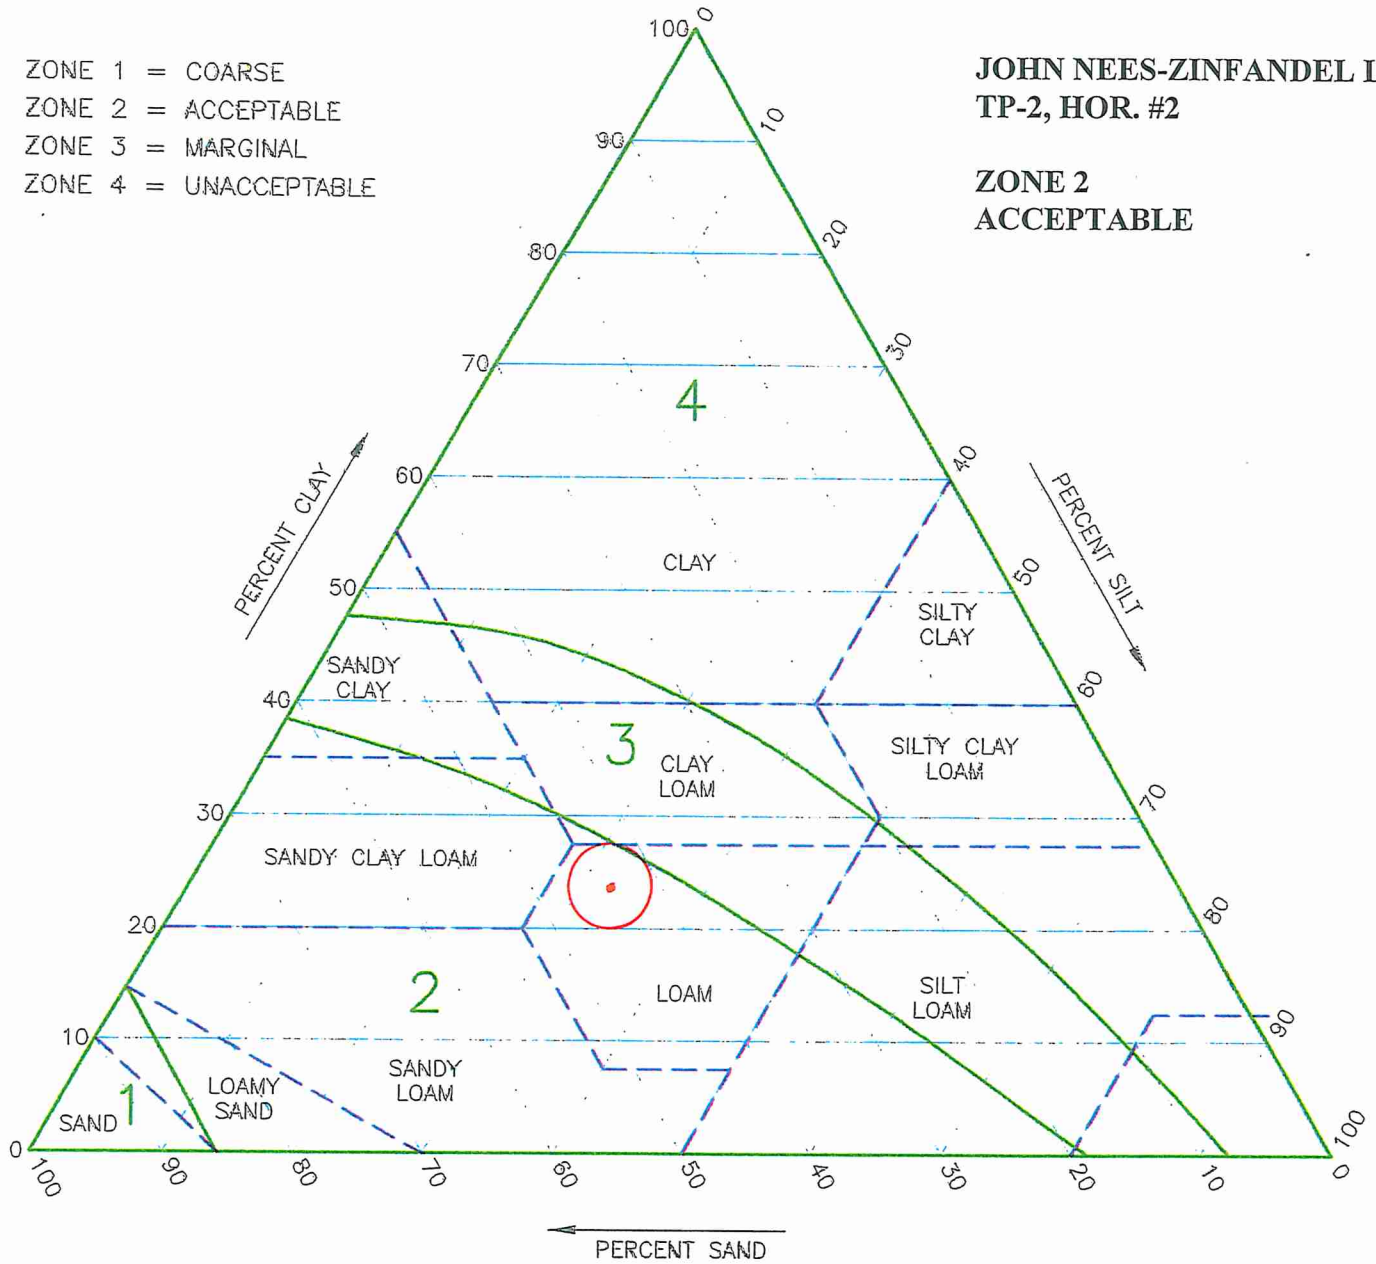 ZONE 1 = COARSE
ZONE 2 = ACCEPTABLE
ZONE 3 = MARGINAL
ZONE 4 = UNACCEPTABLE
JOHN NEES-ZINFANDEL
TP-2, HOR. #2
ZONE 2
ACCEPTABLE
100
0
90
10
80
20
70
30
4
60
40
PERCENT CLAY
PERCENT SILT
CLAY
50
50
SILTY
CLAY
SANDY
CLAY
40
60
3
CLAY
LOAM
SILTY CLAY
LOAM
30
70
SANDY CLAY LOAM
20
80
2
LOAM
SILT
LOAM
10
90
SANDY
LOAM
1
LOAMY
SAND
SAND
0
100
100
90
80
70
60
50
40
30
20
10
0
PERCENT SAND